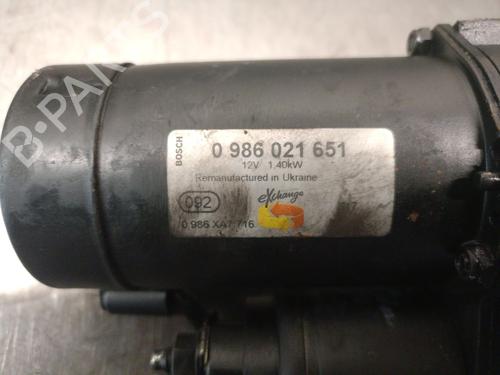 BOSCH
0 986 021 651
12V 1.40kW
Remanufactured in Ukraine
eXchange
092
0 986 XA7 716
B-PARTS